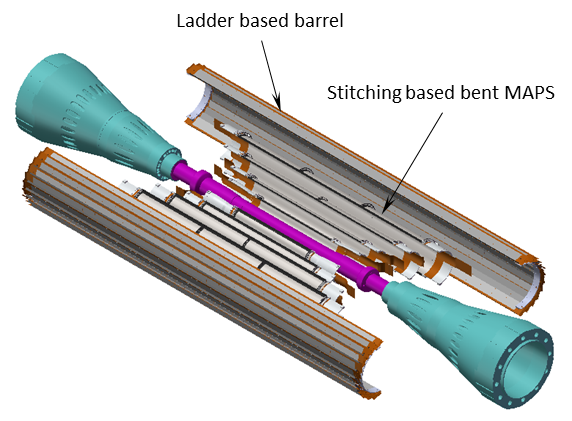 Ladder based barrel
Stitching based bent MAPS